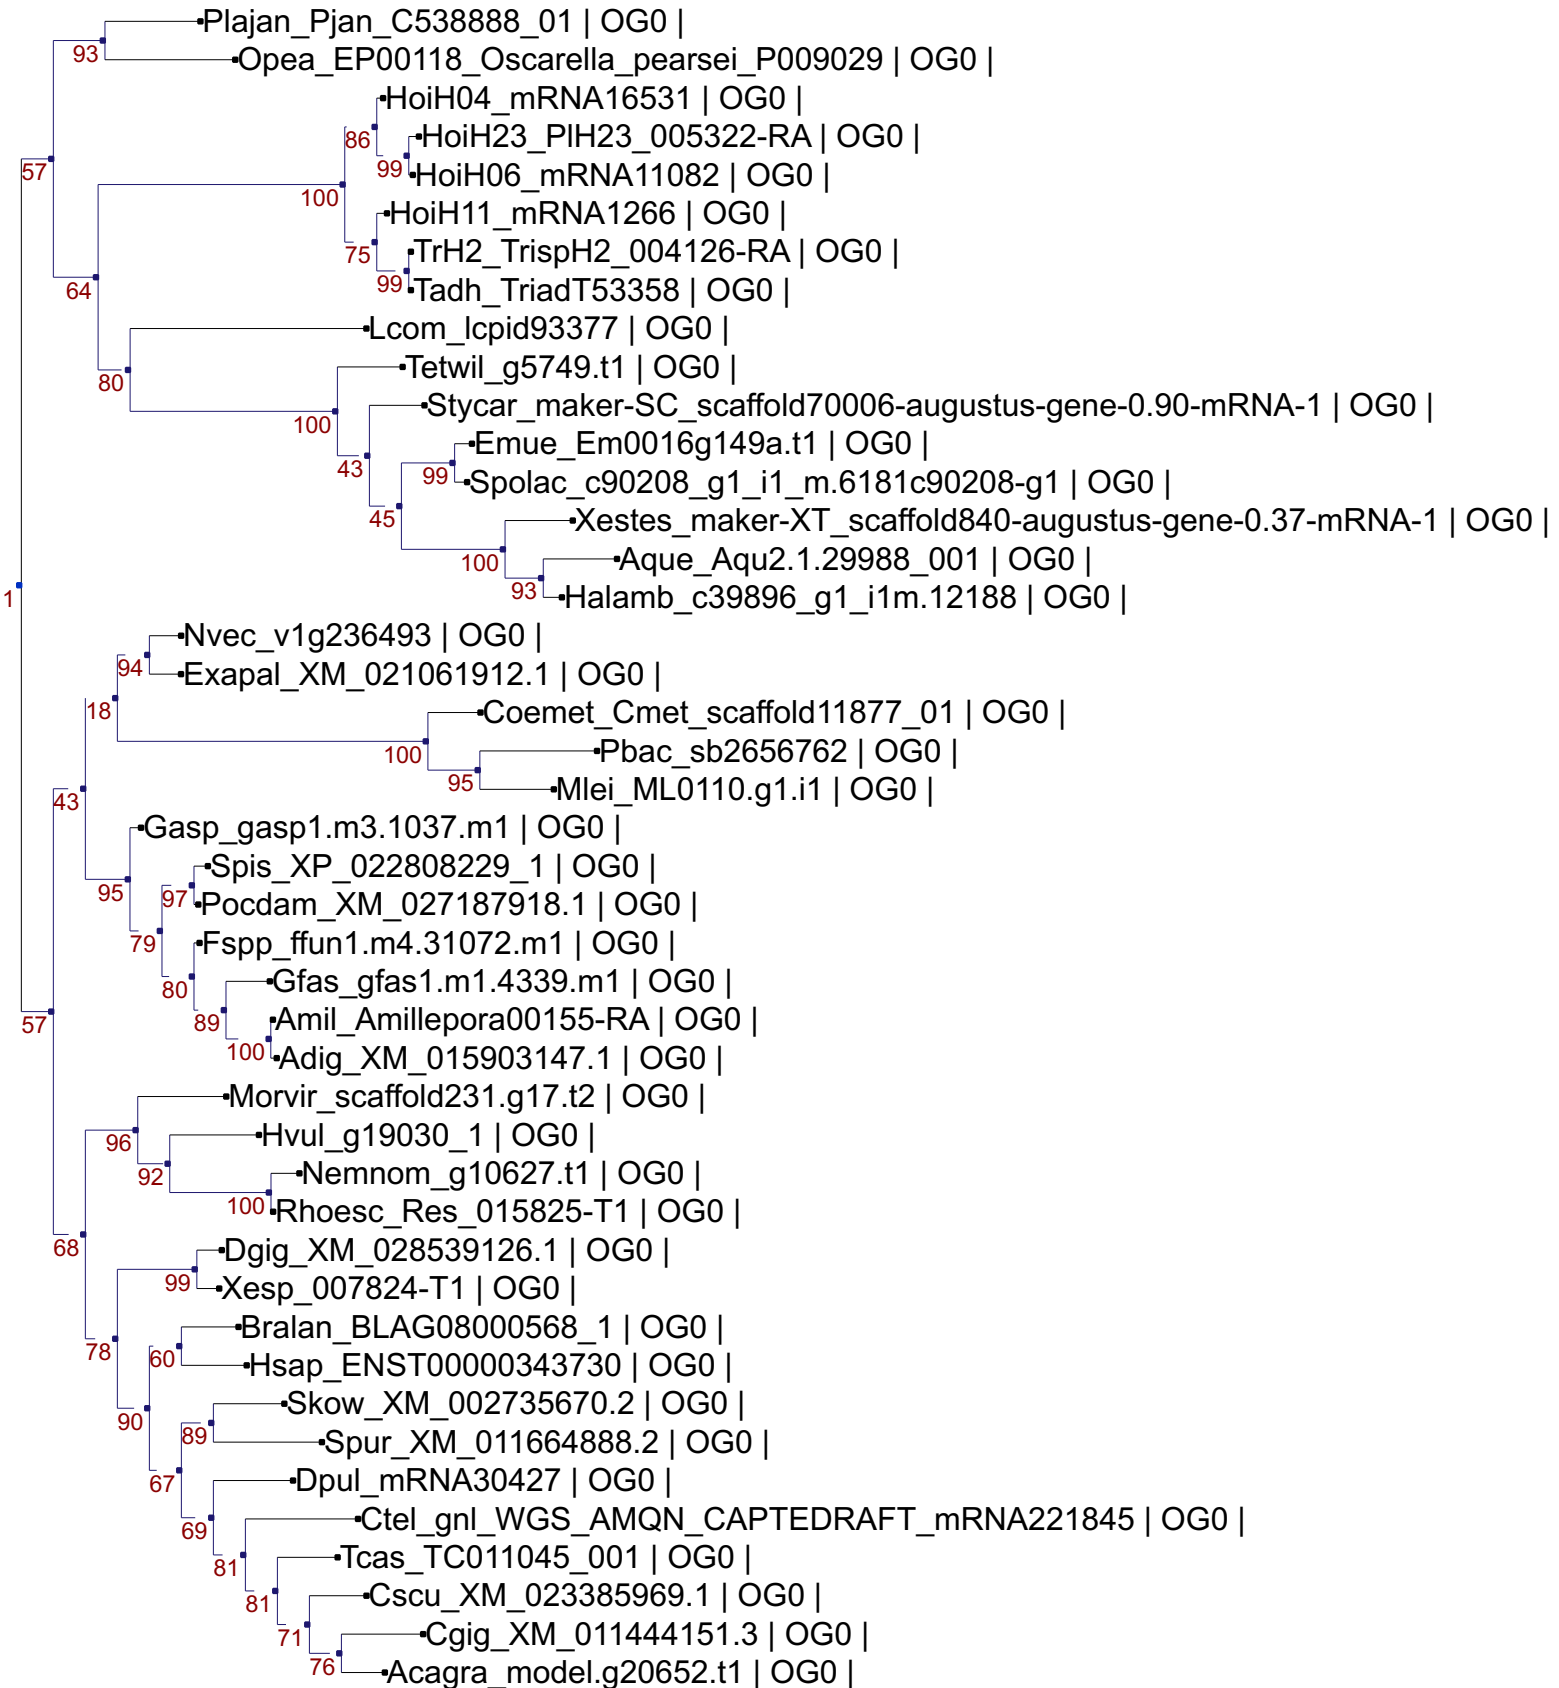 Plajan_Pjan_C538888_01 | OG0 |
93
Opea_EP00118_Oscarella_pearsei_P009029 | OG0 |
HoiH04_mRNA16531 | OG0 |
86
HoiH23_PlH23_005322-RA | OG0 |
57
99
HoiH06_mRNA11082 | OG0 |
100
HoiH11_mRNA1266 | OG0 |
75
TrH2_TrispH2_004126-RA | OG0 |
64
99
Tadh_TriadT53358 | OG0 |
Lcom_lcpid93377 | OG0 |
80
Tetwil_g5749.t1 | OG0 |
100
Stycar_maker-SC_scaffold70006-augustus-gene-0.90-mRNA-1 | OG0 |
Emue_Em0016g149a.t1 | OG0 |
43
99
Spolac_c90208_g1_i1_m.6181c90208-g1 | OG0 |
45
Xestes_maker-XT_scaffold840-augustus-gene-0.37-mRNA-1 | OG0 |
100
Aque_Aqu2.1.29988_001 | OG0 |
93
1
Halamb_c39896_g1_i1m.12188 | OG0 |
Nvec_v1g236493 | OG0 |
94
Exapal_XM_021061912.1 | OG0 |
18
Coemet_Cmet_scaffold11877_01 | OG0 |
100
Pbac_sb2656762 | OG0 |
95
Mlei_ML0110.g1.i1 | OG0 |
43
Gasp_gasp1.m3.1037.m1 | OG0 |
Spis_XP_022808229_1 | OG0 |
95
97
Pocdam_XM_027187918.1 | OG0 |
79
Fspp_ffun1.m4.31072.m1 | OG0 |
80
Gfas_gfas1.m1.4339.m1 | OG0 |
57
89
Amil_Amillepora00155-RA | OG0 |
100
Adig_XM_015903147.1 | OG0 |
Morvir_scaffold231.g17.t2 | OG0 |
96
Hvul_g19030_1 | OG0 |
92
Nemnom_g10627.t1 | OG0 |
100
Rhoesc_Res_015825-T1 | OG0 |
68
Dgig_XM_028539126.1 | OG0 |
99
Xesp_007824-T1 | OG0 |
Bralan_BLAG08000568_1 | OG0 |
78
60
Hsap_ENST00000343730 | OG0 |
Skow_XM_002735670.2 | OG0 |
90
89
Spur_XM_011664888.2 | OG0 |
67
Dpul_mRNA30427 | OG0 |
69
Ctel_gnl_WGS_AMQN_CAPTEDRAFT_mRNA221845 | OG0 |
81
Tcas_TC011045_001 | OG0 |
81
Cscu_XM_023385969.1 | OG0 |
71
Cgig_XM_011444151.3 | OG0 |
76
Acagra_model.g20652.t1 | OG0 |